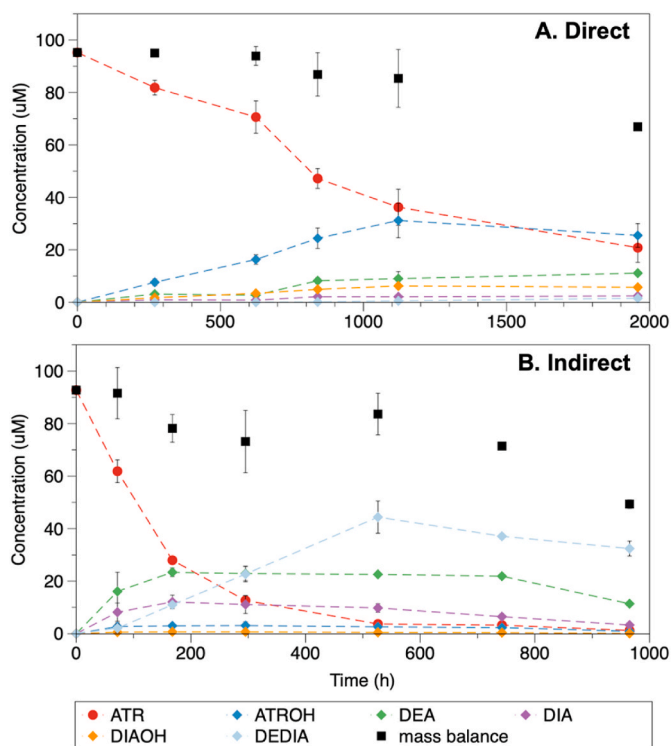 A. Direct
Concentration (uM)
100
80
60
40
20
0
0 500 1000 1500 2000
B. Indirect
Concentration (uM)
100
80
60
40
20
0
0 200 400 600 800 1000
Time (h)
ATR ATROH DEA DIA
DIAOH DEDIA mass balance